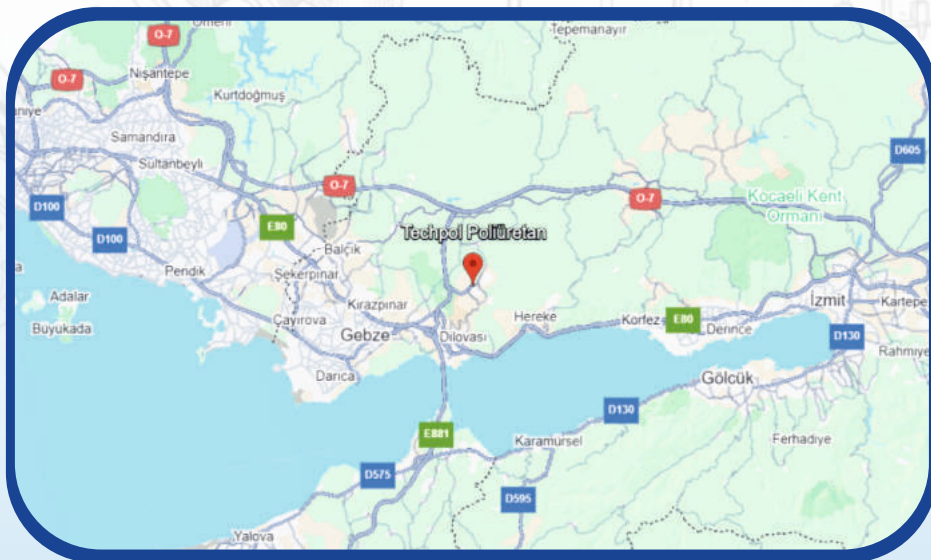 Ömerli
Tepemanayır
O-7
Nişantepe
O-7
Kurtdoğmuş
Samandıra
Sultanbeyli
D605
O-7
O-7
Kocaeli Kent
Ormanı
D100
E80
D100
Techpol Poliüretan
Balçık
Pendik
Şekerpınar
Adalar
Buyukada
Kirazpınar
Çayırova
Gebze
Dilovası
Hereke
Korfez
E80
Derince
İzmit
Kartepe
D130
Rahmiye
Darıca
Gölcük
D130
E881
Karamürsel
Ferhadiye
D575
D595
Yalova